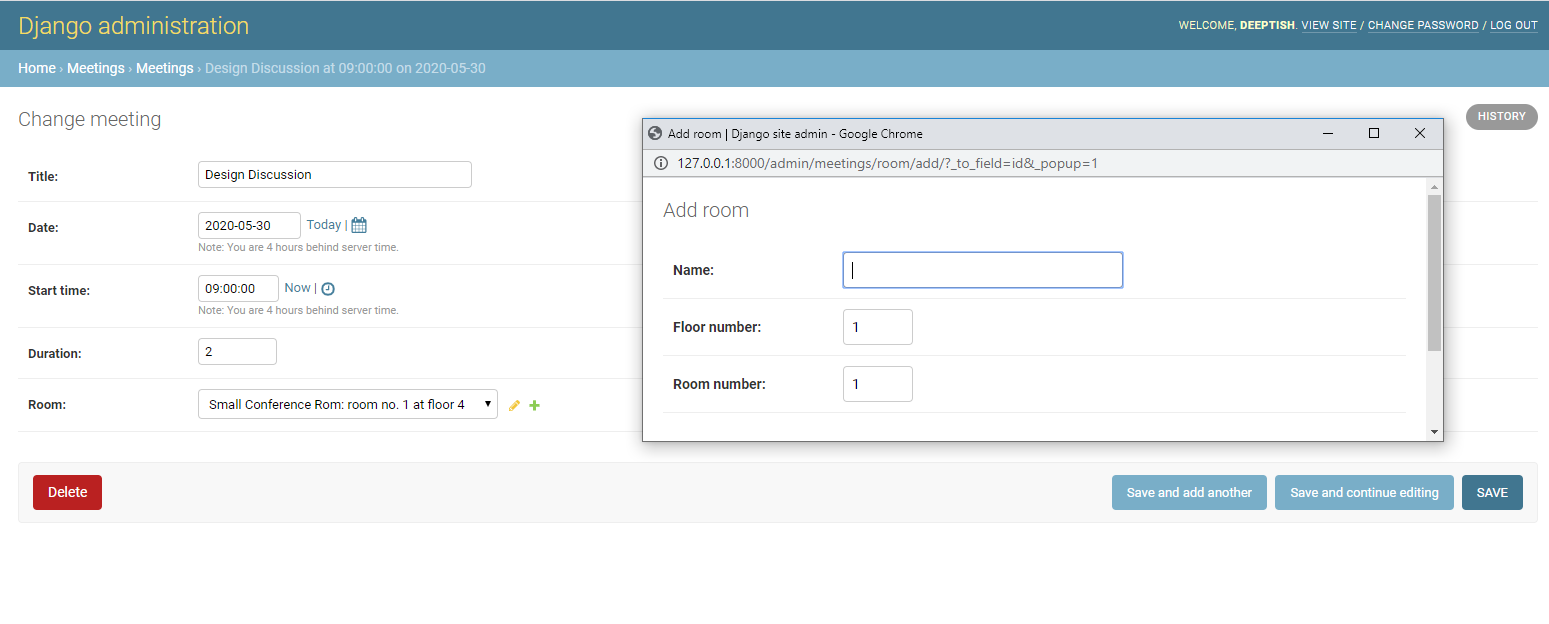 Django administration
WELCOME, DEEPTISH. VIEW SITE / CHANGE PASSWORD / LOG OUT
Home › Meetings › Meetings › Design Discussion at 09:00:00 on 2020-05-30
Change meeting
HISTORY
Title: Design Discussion
Date: 2020-05-30 Today |
Note: You are 4 hours behind server time.
Start time: 09:00:00 Now |
Note: You are 4 hours behind server time.
Duration: 2
Room: Small Conference Rom: room no. 1 at floor 4
Add room | Django site admin - Google Chrome
127.0.0.1:8000/admin/meetings/room/add/?_to_field=id&_popup=1
Add room
Name:
Floor number: 1
Room number: 1
Delete
Save and add another
Save and continue editing
SAVE